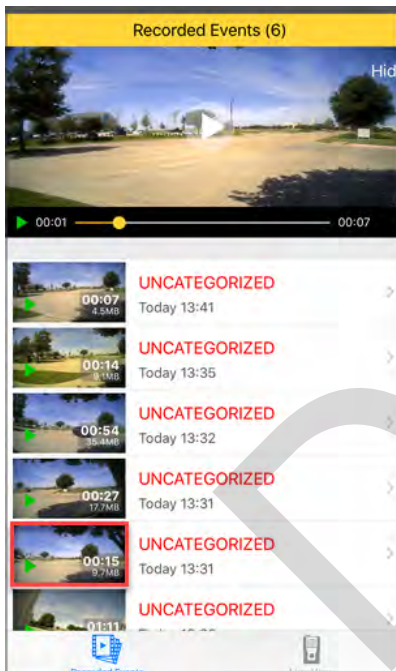 Recorded Events (6)
Hid
00:01
00:07
UNCATEGORIZED
00:07
4.5MB
Today 13:41
UNCATEGORIZED
00:14
9.1MB
Today 13:35
UNCATEGORIZED
00:54
35.4MB
Today 13:32
UNCATEGORIZED
00:27
17.7MB
Today 13:31
UNCATEGORIZED
00:15
9.7MB
Today 13:31
UNCATEGORIZED
01:11